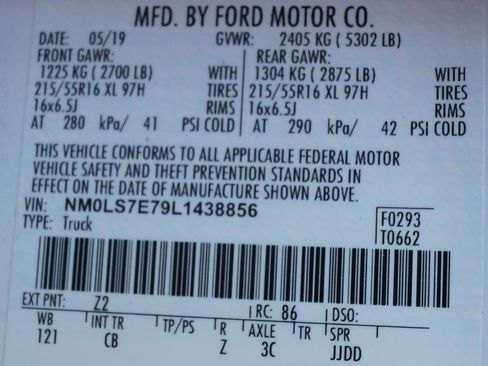 MFD. BY FORD MOTOR CO.
DATE: 05/19 GVWR: 2405 KG ( 5302 LB)
FRONT GAWR: REAR GAWR:
1225 KG ( 2700 LB) WITH 1304 KG ( 2875 LB) WITH
215/55R16 XL 97H TIRES 215/55R16 XL 97H TIRES
16x6.5J RIMS 16x6.5J RIMS
AT 280 kPa/ 41 PSI COLD AT 290 kPa/ 42 PSI COLD
THIS VEHICLE CONFORMS TO ALL APPLICABLE FEDERAL MOTOR
VEHICLE SAFETY AND THEFT PREVENTION STANDARDS IN
EFFECT ON THE DATE OF MANUFACTURE SHOWN ABOVE.
VIN: NM0LS7E79L1438856 F0293
TYPE: Truck T0662
EXT PNT: Z2 RC: 86 DSO:
WB INT TR TP/PS R AXLE TR SPR
121 CB Z 3C JJDD